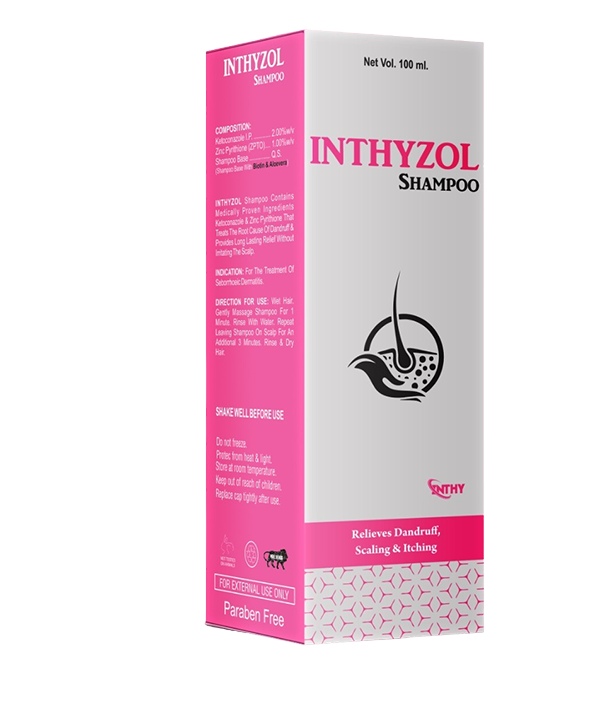 INTHYZOL
SHAMPOO
COMPOSITION:
Ketoconazole I.P. ........... 2.00%w/v
Zinc Pyrithione (ZPTO)... 1.00%w/v
Shampoo Base ............. Q.S.
(Shampoo Base With Biotin & Aloevera)
INTHYZOL Shampoo Contains
Medically Proven Ingredients
Ketoconazole & Zinc Pyrithione That
Treats The Root Cause Of Dandruff &
Provides Long Lasting Relief Without
Irritating The Scalp.
INDICATION: For The Treatment Of
Seborrhoeic Dermatitis.
DIRECTION FOR USE: Wet Hair.
Gently Massage Shampoo For 1
Minute. Rinse With Water. Repeat
Leaving Shampoo On Scalp For An
Additional 3 Minutes. Rinse & Dry
Hair.
SHAKE WELL BEFORE USE
Do not freeze.
Protec from heat & light.
Store at room temperature.
Keep out of reach of children.
Replace cap tightly after use.
FOR EXTERNAL USE ONLY
Paraben Free
Net Vol. 100 ml.
INTHYZOL
SHAMPOO
INTHY
Relieves Dandruff,
Scaling & Itching